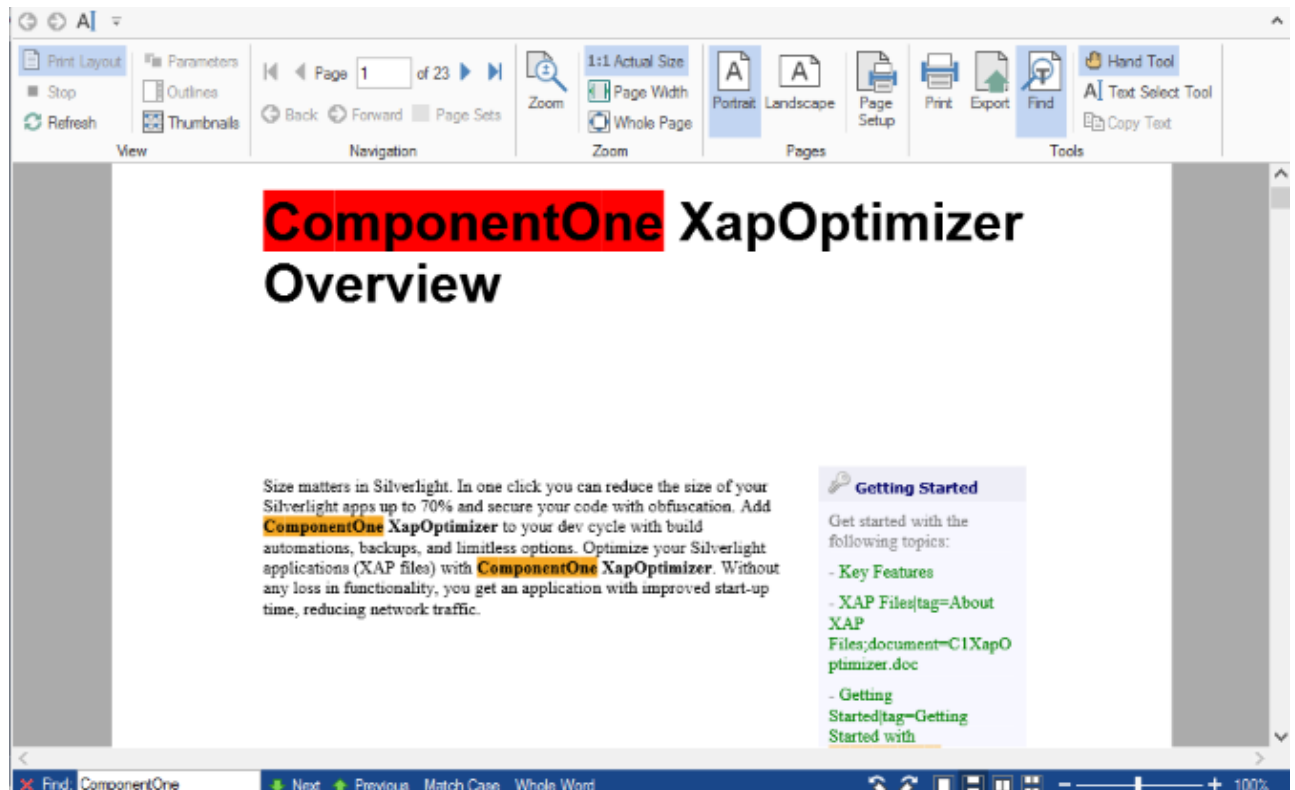 A
Print Layout Parameters
Stop Outlines
Refresh Thumbnails
View
Page 1 of 23
Back Forward Page Sets
Navigation
Zoom
1:1 Actual Size
Page Width
Whole Page
Zoom
A A
Portrait Landscape Page Setup
Pages
Print Export Find
Hand Tool
Text Select Tool
Copy Text
Tools
ComponentOne XapOptimizer
Overview
Size matters in Silverlight. In one click you can reduce the size of your
Silverlight apps up to 70% and secure your code with obfuscation. Add
ComponentOne XapOptimizer to your dev cycle with build
automations, backups, and limitless options. Optimize your Silverlight
applications (XAP files) with ComponentOne XapOptimizer. Without
any loss in functionality, you get an application with improved start-up
time, reducing network traffic.
Getting Started
Get started with the
following topics:
- Key Features
- XAP Files|tag=About
XAP
Files;document=C1XapO
ptimizer.doc
- Getting
Started|tag=Getting
Started with
Find: ComponentOne Next Previous Match Case Whole Word 100%